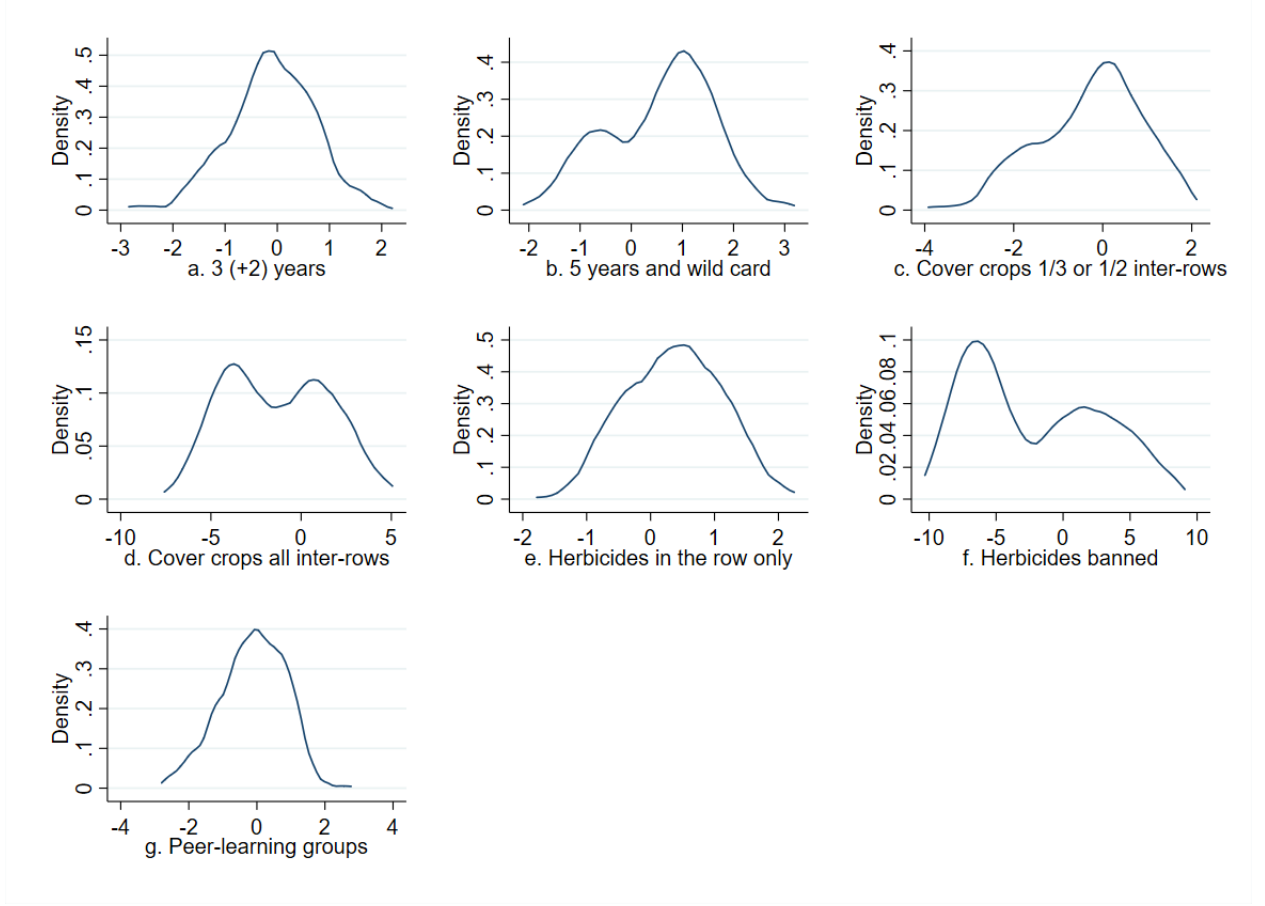 Density
.5
.4
.3
.2
.1
0
-3 -2 -1 0 1 2
a. 3 (+2) years
Density
.4
.3
.2
.1
0
-2 -1 0 1 2 3
b. 5 years and wild card
Density
.4
.3
.2
.1
0
-4 -2 0 2
c. Cover crops 1/3 or 1/2 inter-rows
Density
.15
.1
.05
0
-10 -5 0 5
d. Cover crops all inter-rows
Density
.5
.4
.3
.2
.1
0
-2 -1 0 1 2
e. Herbicides in the row only
Density
.1
.08
.06
.04
.02
0
-10 -5 0 5 10
f. Herbicides banned
Density
.4
.3
.2
.1
0
-4 -2 0 2 4
g. Peer-learning groups